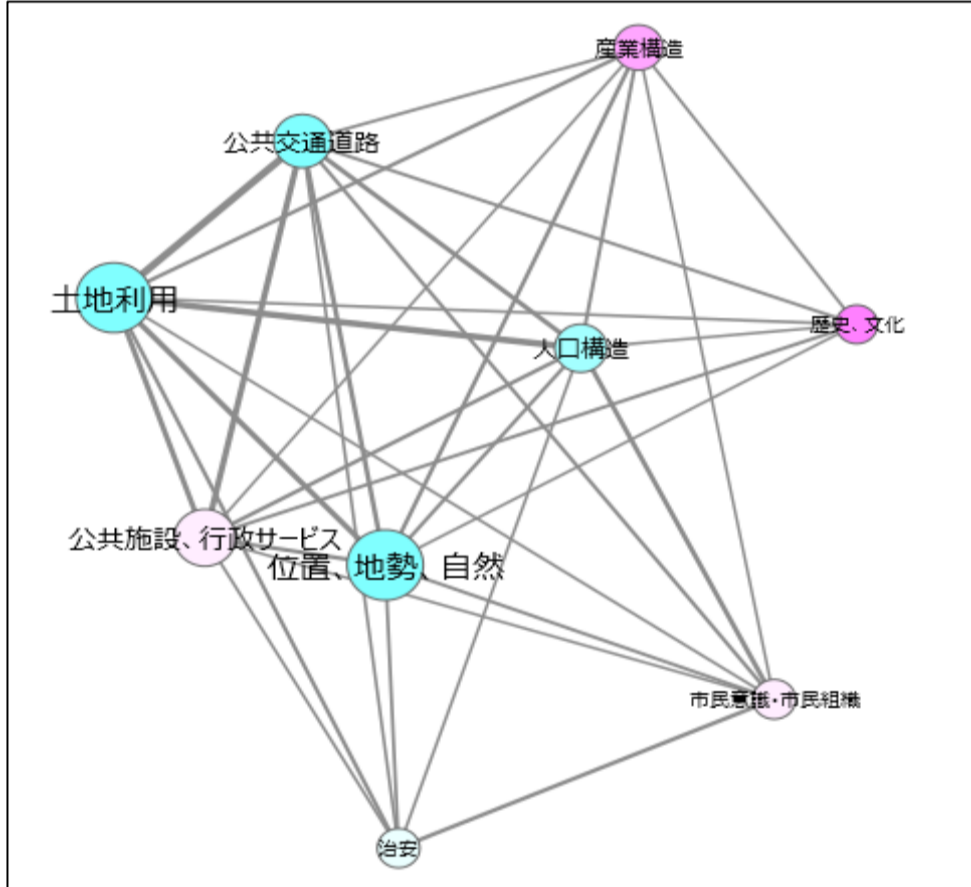 産業構造
公共交通道路
土地利用
歴史、文化
人口構造
公共施設、行政サービス
位置、地勢、自然
市民意識・市民組織
治安